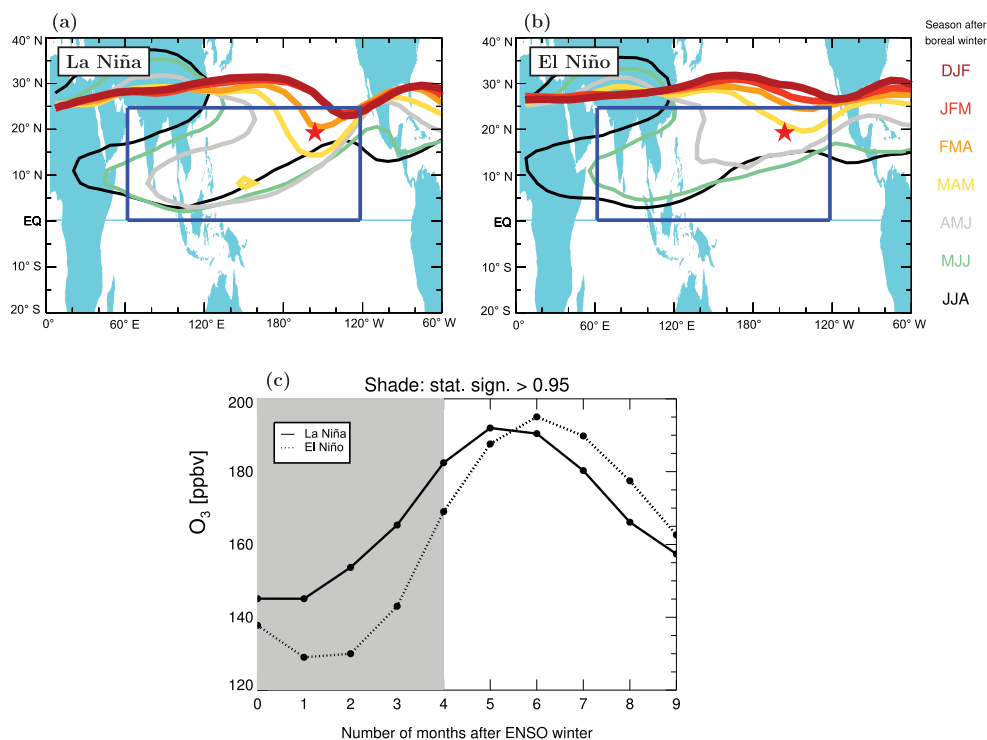 (a)
(b)
Season after
boreal winter
La Niña
El Niño
40° N
30° N
20° N
10° N
EQ
10° S
20° S
0°
60° E
120° E
180°
120° W
60° W
40° N
30° N
20° N
10° N
EQ
10° S
20° S
0°
60° E
120° E
180°
120° W
60° W
DJF
JFM
FMA
MAM
AMJ
MJJ
JJA
(c)
Shade: stat. sign. > 0.95
La Niña
El Niño
O3 [ppbv]
200
180
160
140
120
0 1 2 3 4 5 6 7 8 9
Number of months after ENSO winter